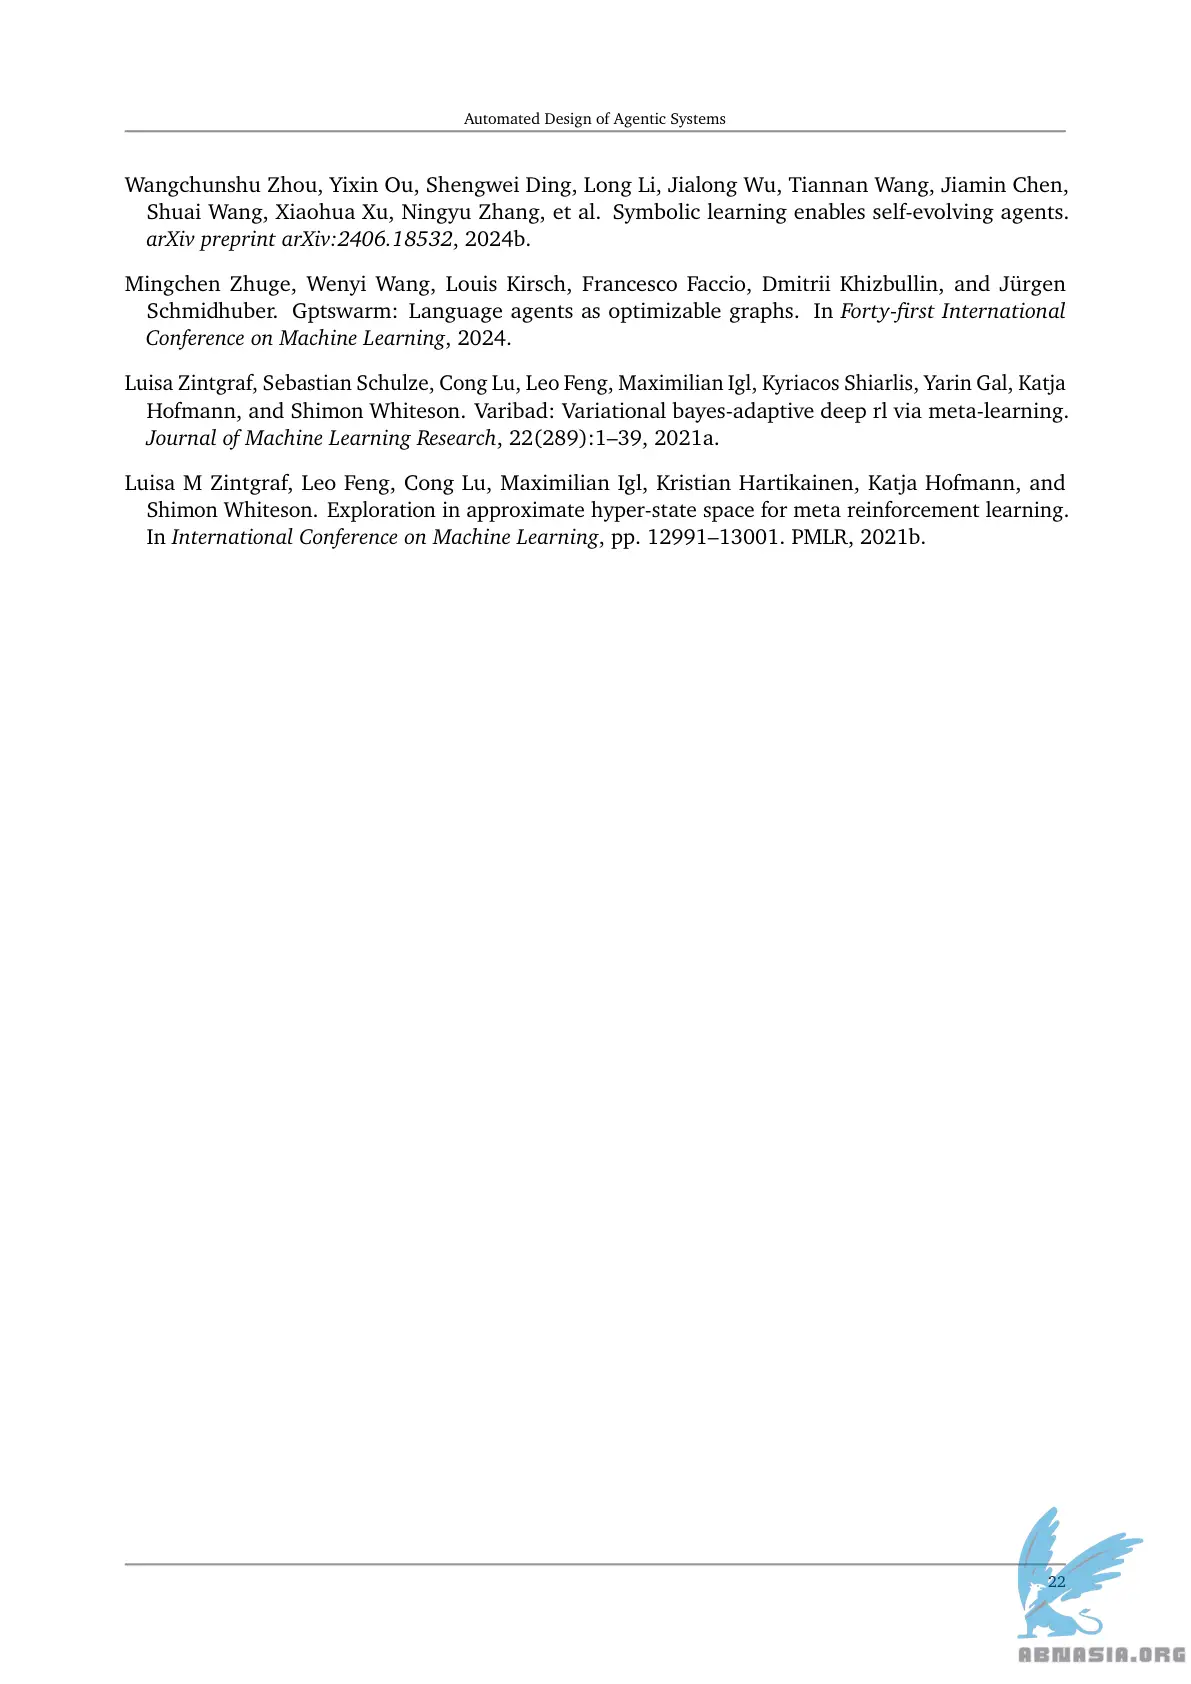 Automated Design of Agentic Systems
Wangchunshu Zhou, Yixin Ou, Shengwei Ding, Long Li, Jialong Wu, Tiannan Wang, Jiamin Chen,
Shuai Wang, Xiaohua Xu, Ningyu Zhang, et al. Symbolic learning enables self-evolving agents.
arXiv preprint arXiv:2406.18532, 2024b.
Mingchen Zhuge, Wenyi Wang, Louis Kirsch, Francesco Faccio, Dmitrii Khizbullin, and Jürgen
Schmidhuber. Gptswarm: Language agents as optimizable graphs. In Forty-first International
Conference on Machine Learning, 2024.
Luisa Zintgraf, Sebastian Schulze, Cong Lu, Leo Feng, Maximilian Igl, Kyriacos Shiarlis, Yarin Gal, Katja
Hofmann, and Shimon Whiteson. Varibad: Variational bayes-adaptive deep rl via meta-learning.
Journal of Machine Learning Research, 22(289):1–39, 2021a.
Luisa M Zintgraf, Leo Feng, Cong Lu, Maximilian Igl, Kristian Hartikainen, Katja Hofmann, and
Shimon Whiteson. Exploration in approximate hyper-state space for meta reinforcement learning.
In International Conference on Machine Learning, pp. 12991–13001. PMLR, 2021b.
22
ABNASIA.ORG